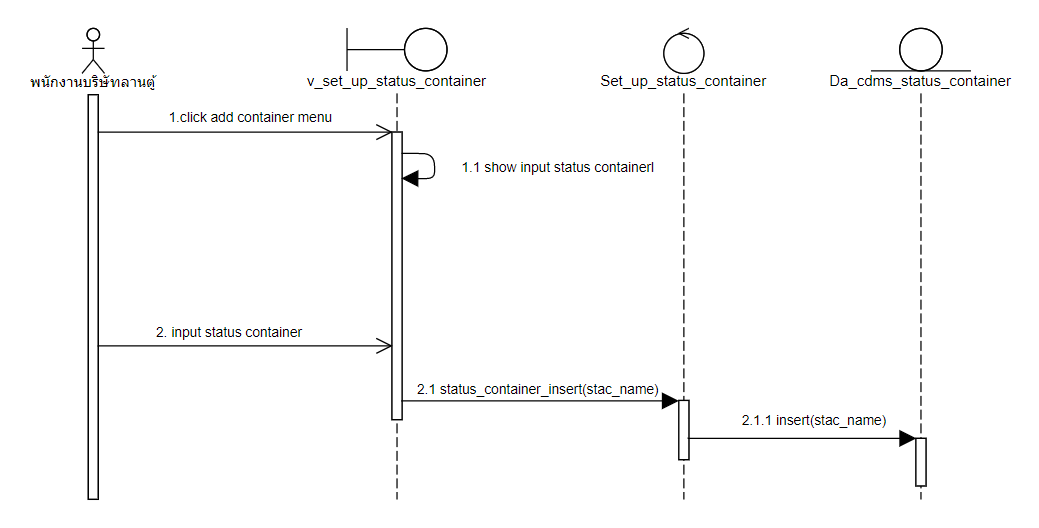 พนักงานบริษัทลานตู้
v_set_up_status_container
Set_up_status_container
Da_cdms_status_container
1.click add container menu
1.1 show input status containerl
2. input status container
2.1 status_container_insert(stac_name)
2.1.1 insert(stac_name)